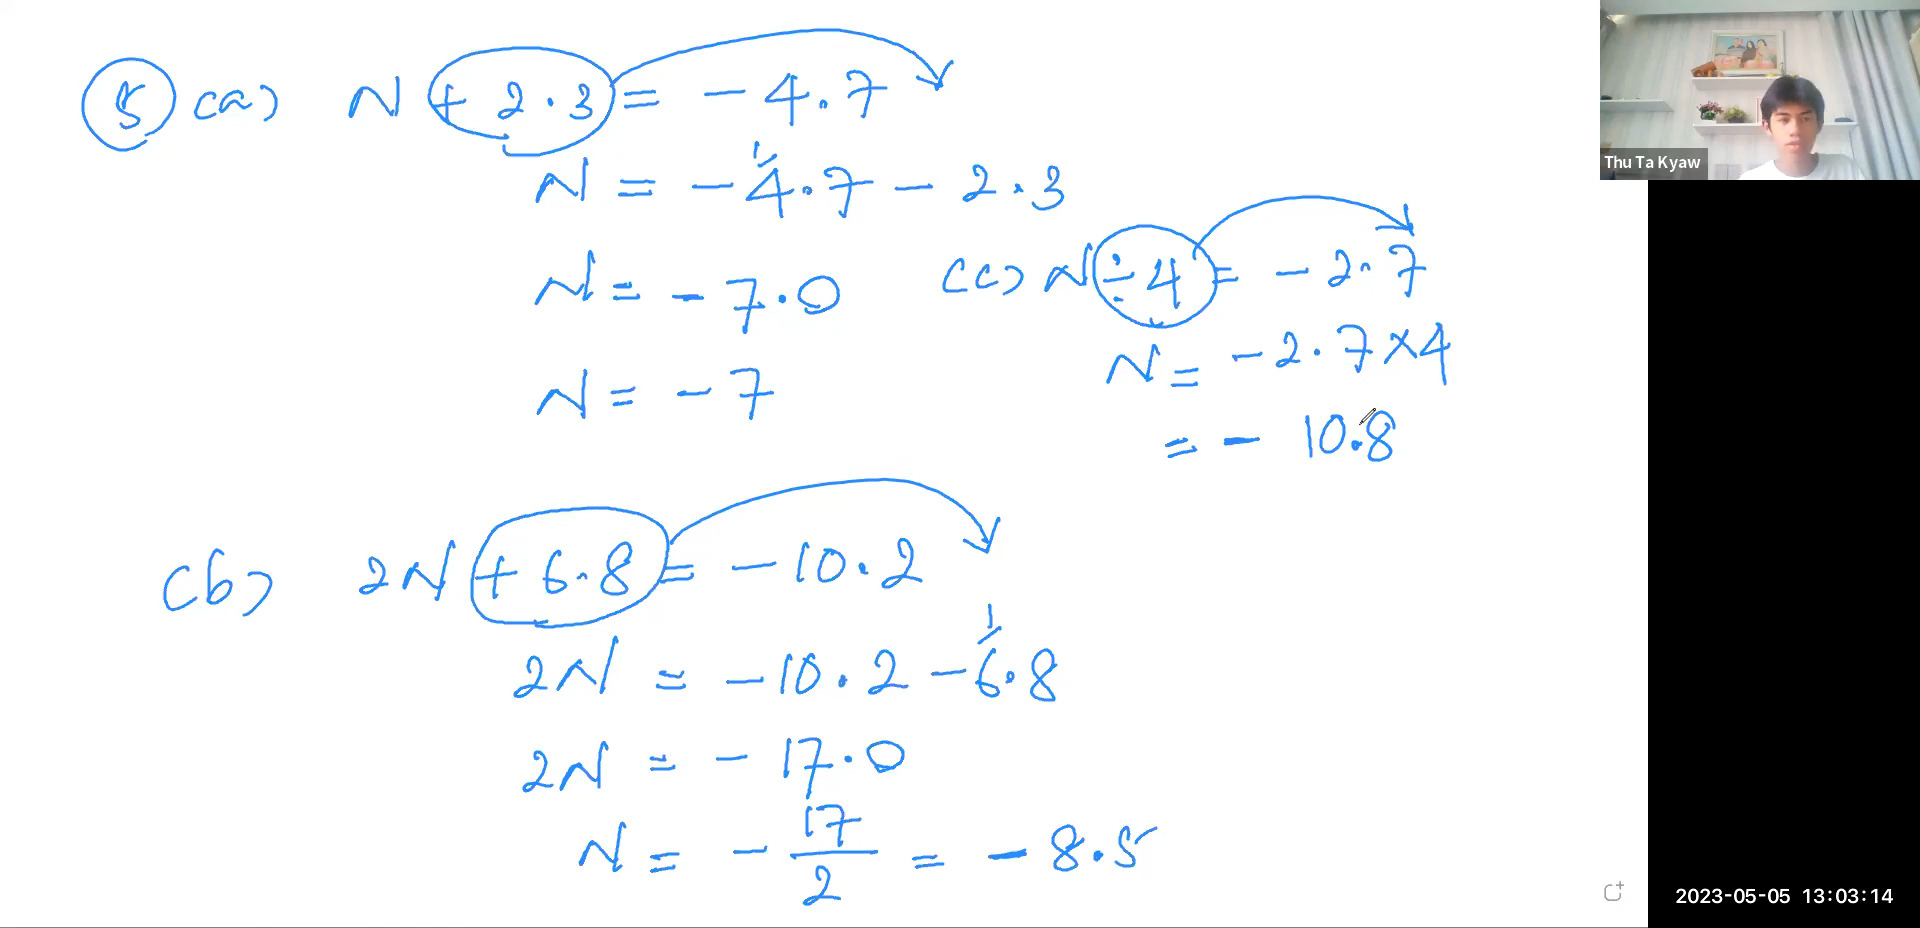 5 (a) N + 2.3 = - 4.7
1
N = - 4.7 - 2.3
N = - 7.0
N = - 7
(c) N ÷ 4 = - 2.7
N = - 2.7 × 4
= - 10.8
(b) 2N + 6.8 = - 10.2
1
2N = - 10.2 - 6.8
2N = - 17.0
N = - 17/2 = - 8.5
Thu Ta Kyaw
2023-05-05 13:03:14